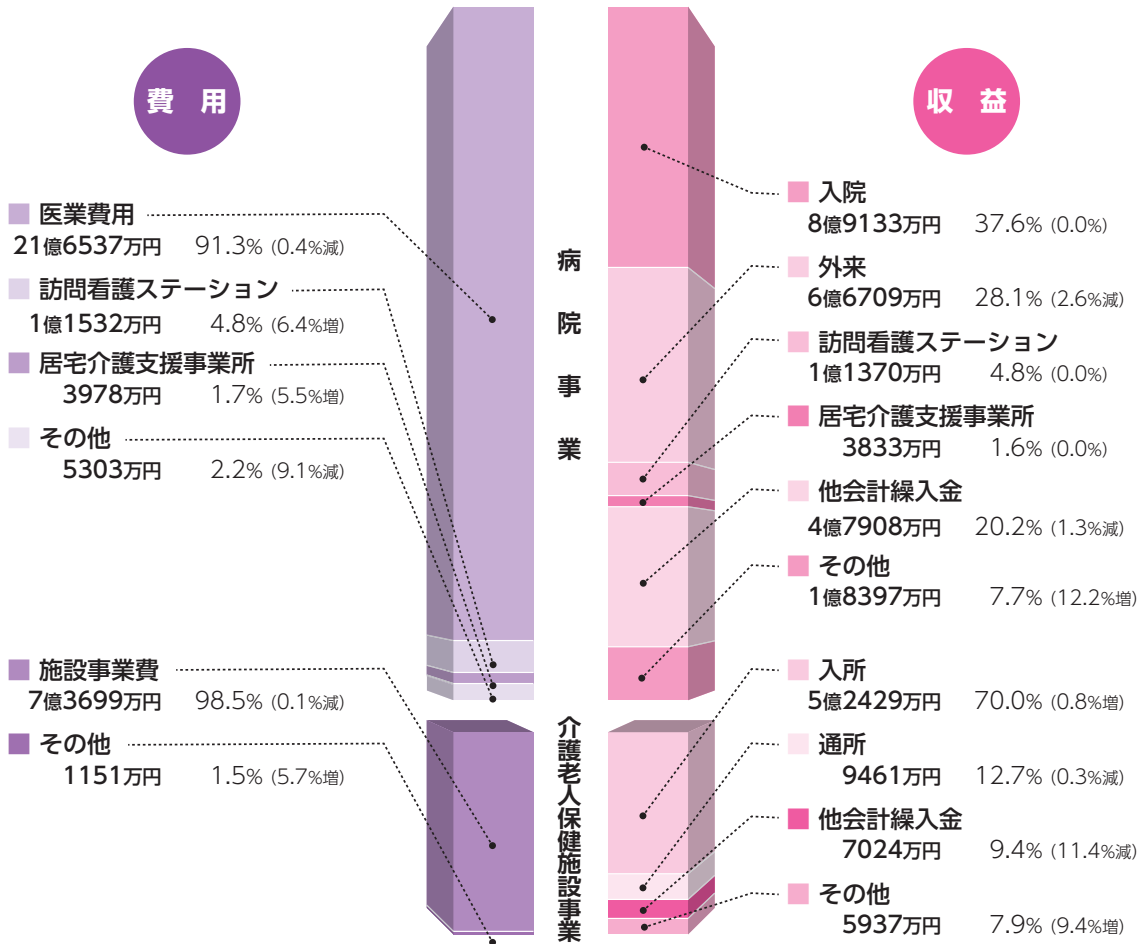 費用
医業費用
21億6537万円 91.3% (0.4%減)
訪問看護ステーション
1億1532万円 4.8% (6.4%増)
居宅介護支援事業所
3978万円 1.7% (5.5%増)
その他
5303万円 2.2% (9.1%減)
施設事業費
7億3699万円 98.5% (0.1%減)
その他
1151万円 1.5% (5.7%増)
病院事業
介護老人保健施設事業
収益
入院
8億9133万円 37.6% (0.0%)
外来
6億6709万円 28.1% (2.6%減)
訪問看護ステーション
1億1370万円 4.8% (0.0%)
居宅介護支援事業所
3833万円 1.6% (0.0%)
他会計繰入金
4億7908万円 20.2% (1.3%減)
その他
1億8397万円 7.7% (12.2%増)
入所
5億2429万円 70.0% (0.8%増)
通所
9461万円 12.7% (0.3%減)
他会計繰入金
7024万円 9.4% (11.4%減)
その他
5937万円 7.9% (9.4%増)